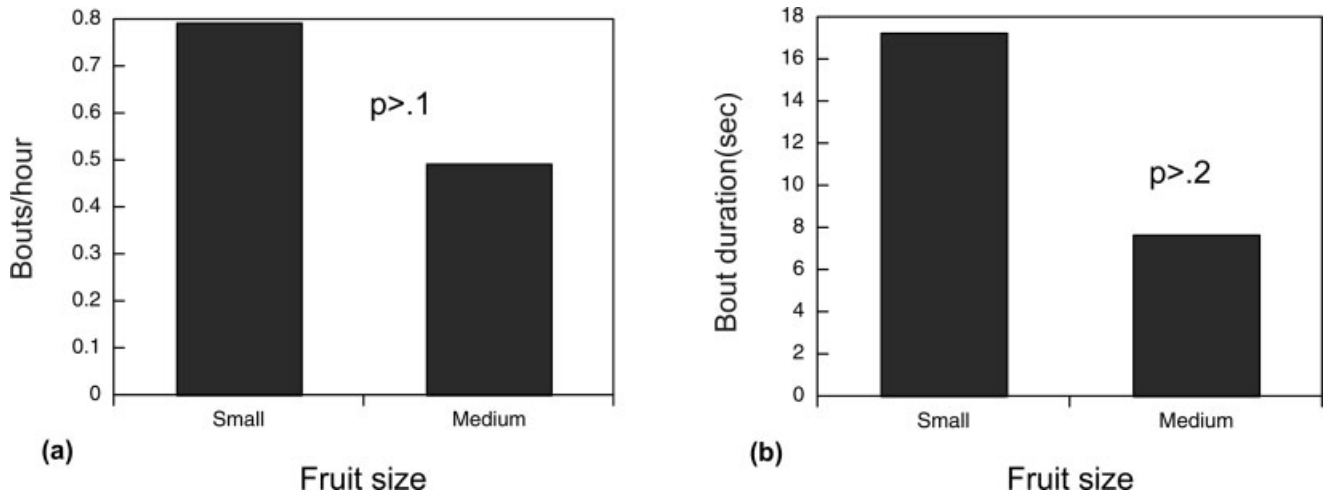 Bouts/hour
0.8
0.7
0.6
0.5
0.4
0.3
0.2
0.1
0
p>.1
Small
Medium
(a)
Fruit size
Bout duration(sec)
18
16
14
12
10
8
6
4
2
0
p>.2
Small
Medium
(b)
Fruit size